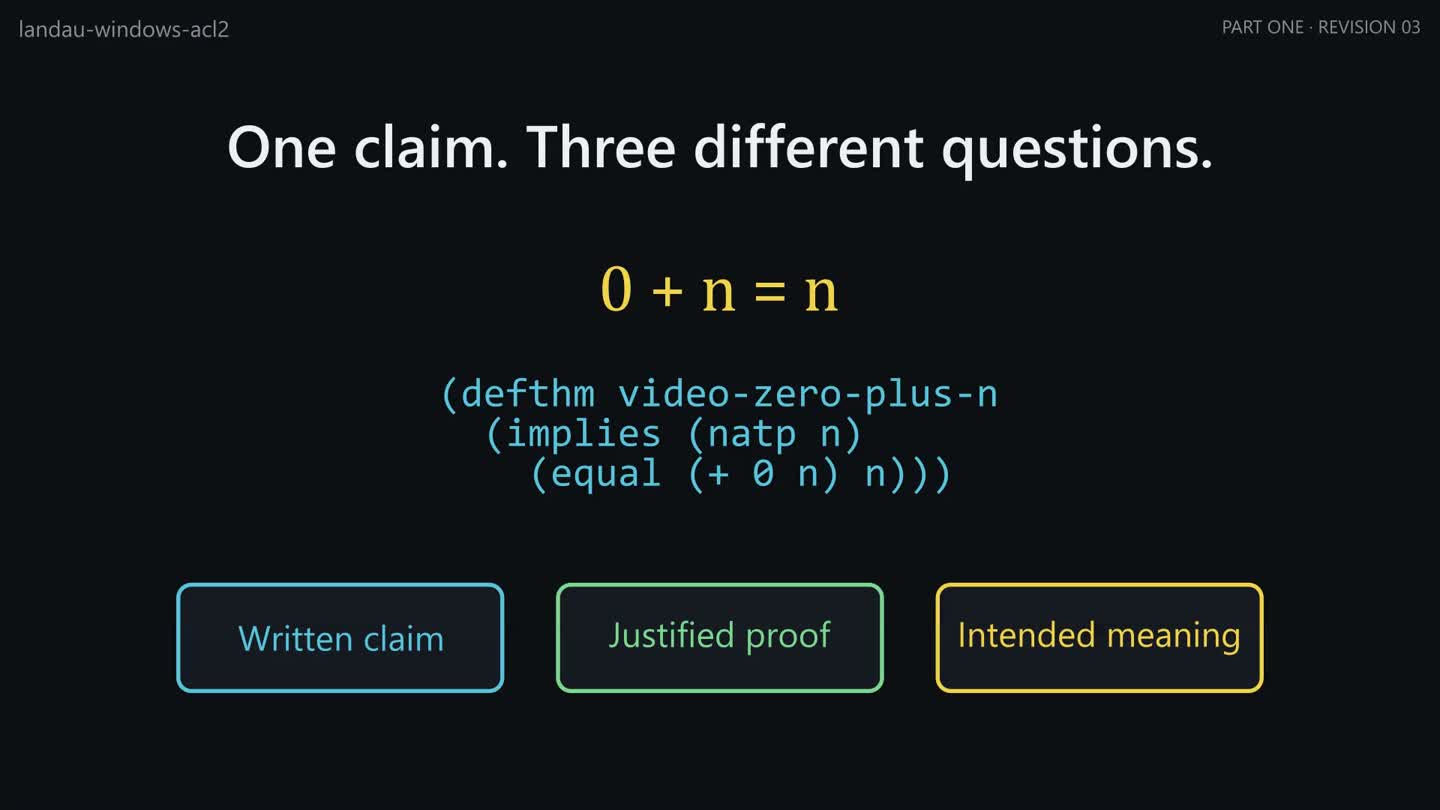 landau-windows-acl2
PART ONE · REVISION 03
One claim. Three different questions.
0 + n = n
(defthm video-zero-plus-n
  (implies (natp n)
    (equal (+ 0 n) n)))
Written claim
Justified proof
Intended meaning